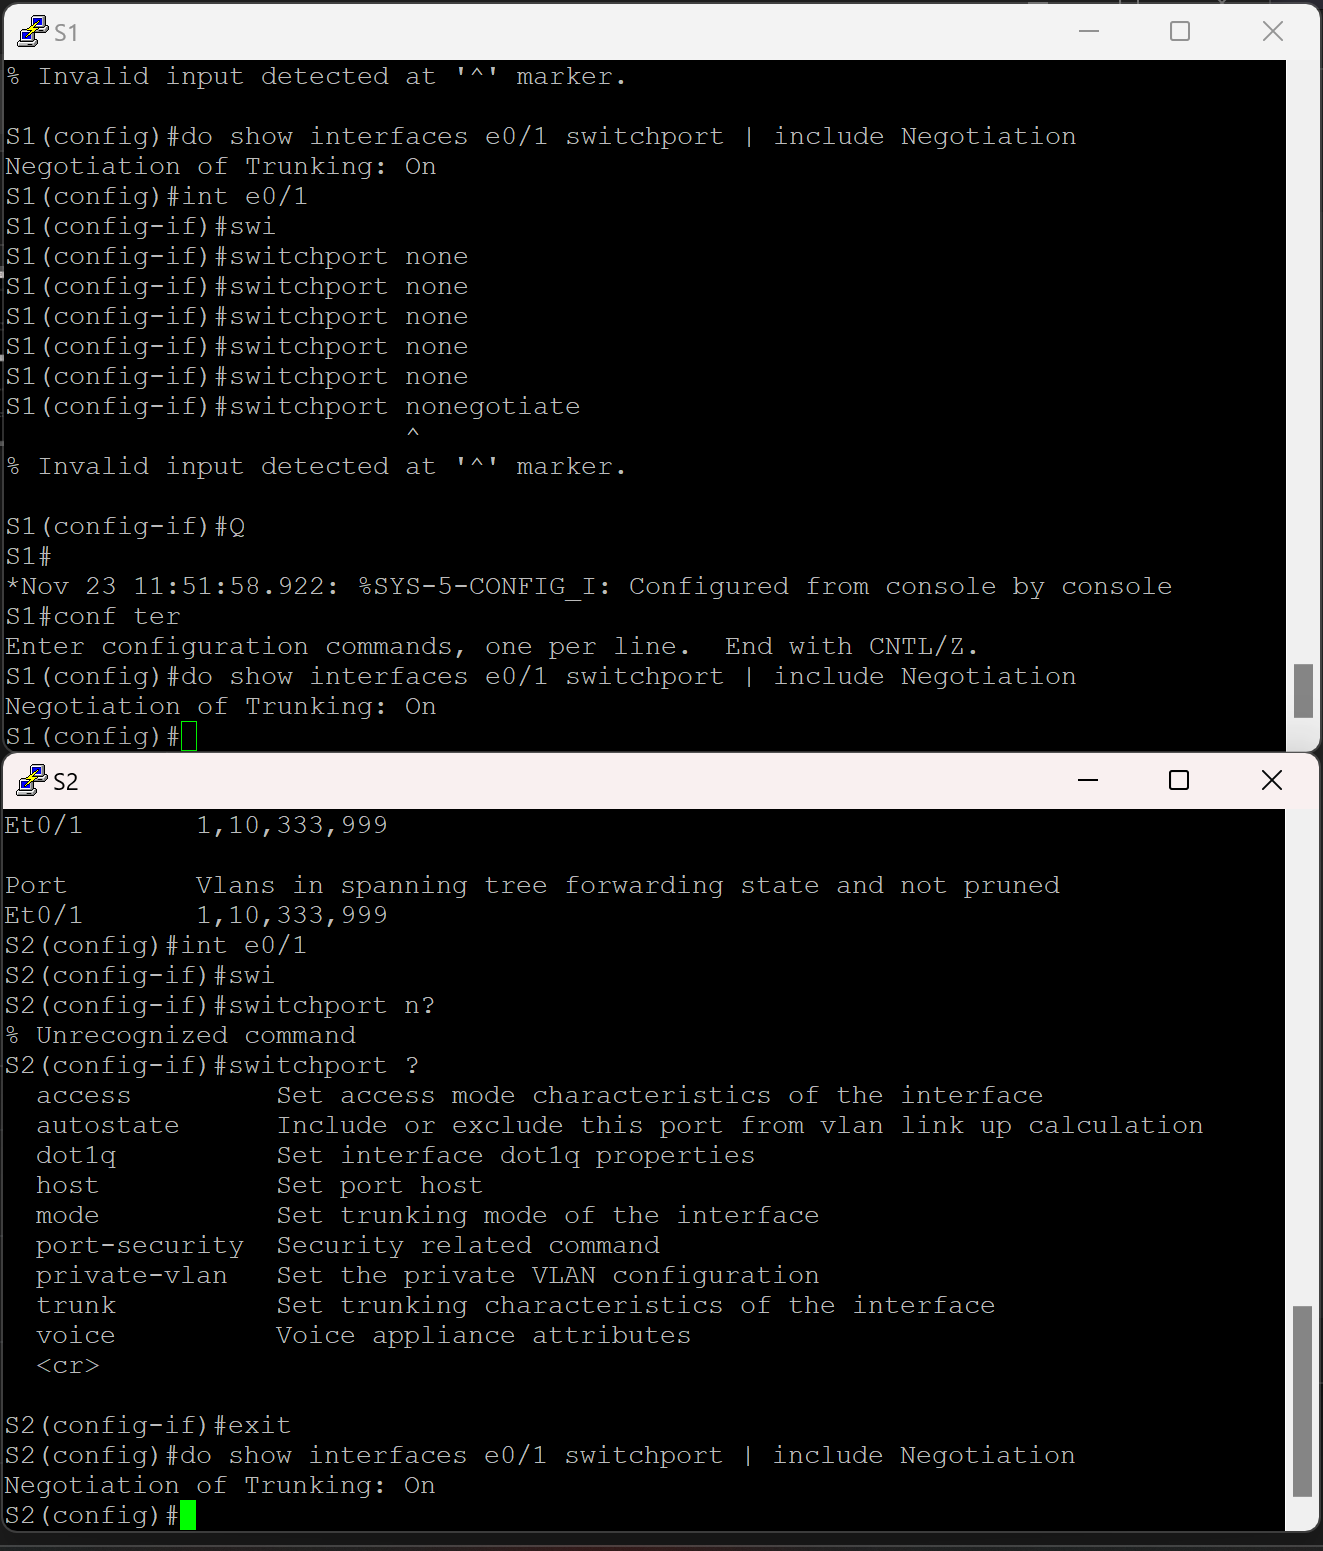 S1
% Invalid input detected at '^' marker.
S1(config)#do show interfaces e0/1 switchport | include Negotiation
Negotiation of Trunking: On
S1(config)#int e0/1
S1(config-if)#swi
S1(config-if)#switchport none
S1(config-if)#switchport none
S1(config-if)#switchport none
S1(config-if)#switchport none
S1(config-if)#switchport none
S1(config-if)#switchport nonegotiate
^
% Invalid input detected at '^' marker.
S1(config-if)#Q
S1#
*Nov 23 11:51:58.922: %SYS-5-CONFIG_I: Configured from console by console
S1#conf ter
Enter configuration commands, one per line.  End with CNTL/Z.
S1(config)#do show interfaces e0/1 switchport | include Negotiation
Negotiation of Trunking: On
S1(config)#
S2
Et0/1       1,10,333,999
Port        Vlans in spanning tree forwarding state and not pruned
Et0/1       1,10,333,999
S2(config)#int e0/1
S2(config-if)#swi
S2(config-if)#switchport n?
% Unrecognized command
S2(config-if)#switchport ?
access         Set access mode characteristics of the interface
autostate      Include or exclude this port from vlan link up calculation
dot1q          Set interface dot1q properties
host           Set port host
mode           Set trunking mode of the interface
port-security  Security related command
private-vlan   Set the private VLAN configuration
trunk          Set trunking characteristics of the interface
voice          Voice appliance attributes
<cr>
S2(config-if)#exit
S2(config)#do show interfaces e0/1 switchport | include Negotiation
Negotiation of Trunking: On
S2(config)#